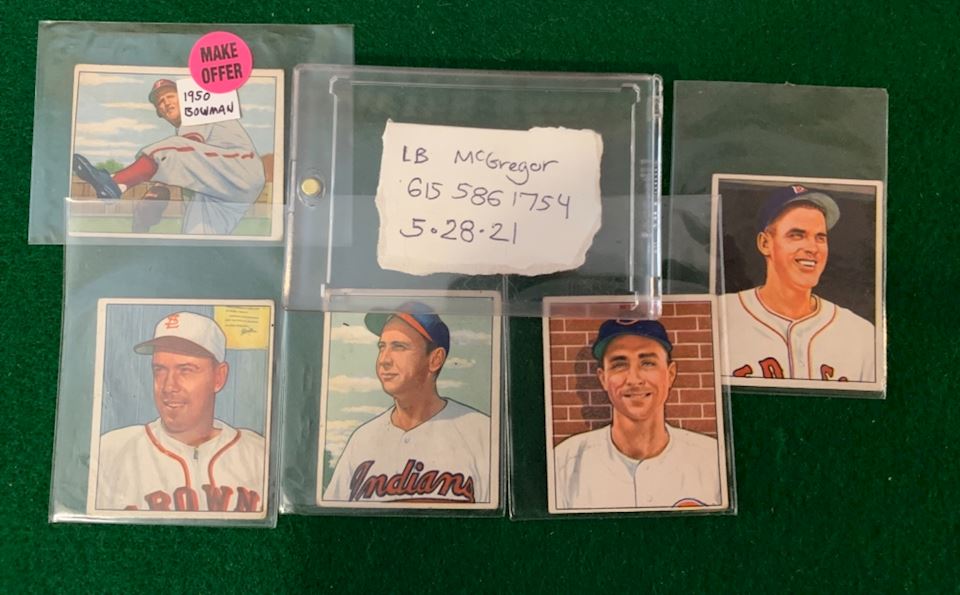 MAKE
OFFER
1950
BOWMAN
LB McGregor
615 586 1754
5·28·21
BROWN
Indians